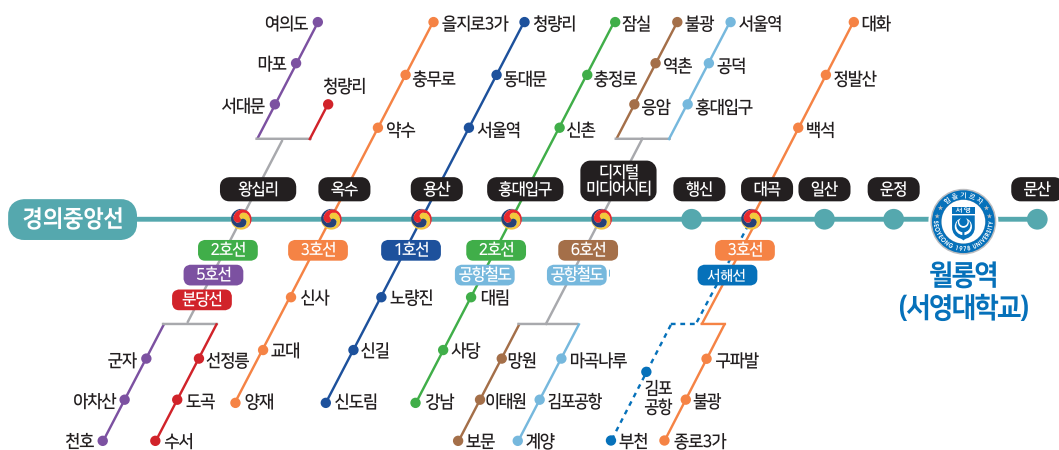 여의도
마포
서대문
청량리
을지로3가
충무로
약수
청량리
동대문
서울역
잠실
충정로
신촌
불광
역촌
응암
서울역
공덕
홍대입구
대화
정발산
백석
경의중앙선
왕십리
옥수
용산
홍대입구
디지털
미디어시티
행신
대곡
일산
운정
문산
힘을 기르자
서영
SEOYEONG 1978 UNIVERSITY
월롱역
(서영대학교)
2호선
5호선
분당선
3호선
1호선
2호선
공항철도
6호선
공항철도
3호선
서해선
군자
아차산
천호
선정릉
도곡
수서
신사
교대
양재
노량진
신길
신도림
대림
사당
강남
망원
이태원
보문
마곡나루
김포공항
계양
김포
공항
부천
구파발
불광
종로3가